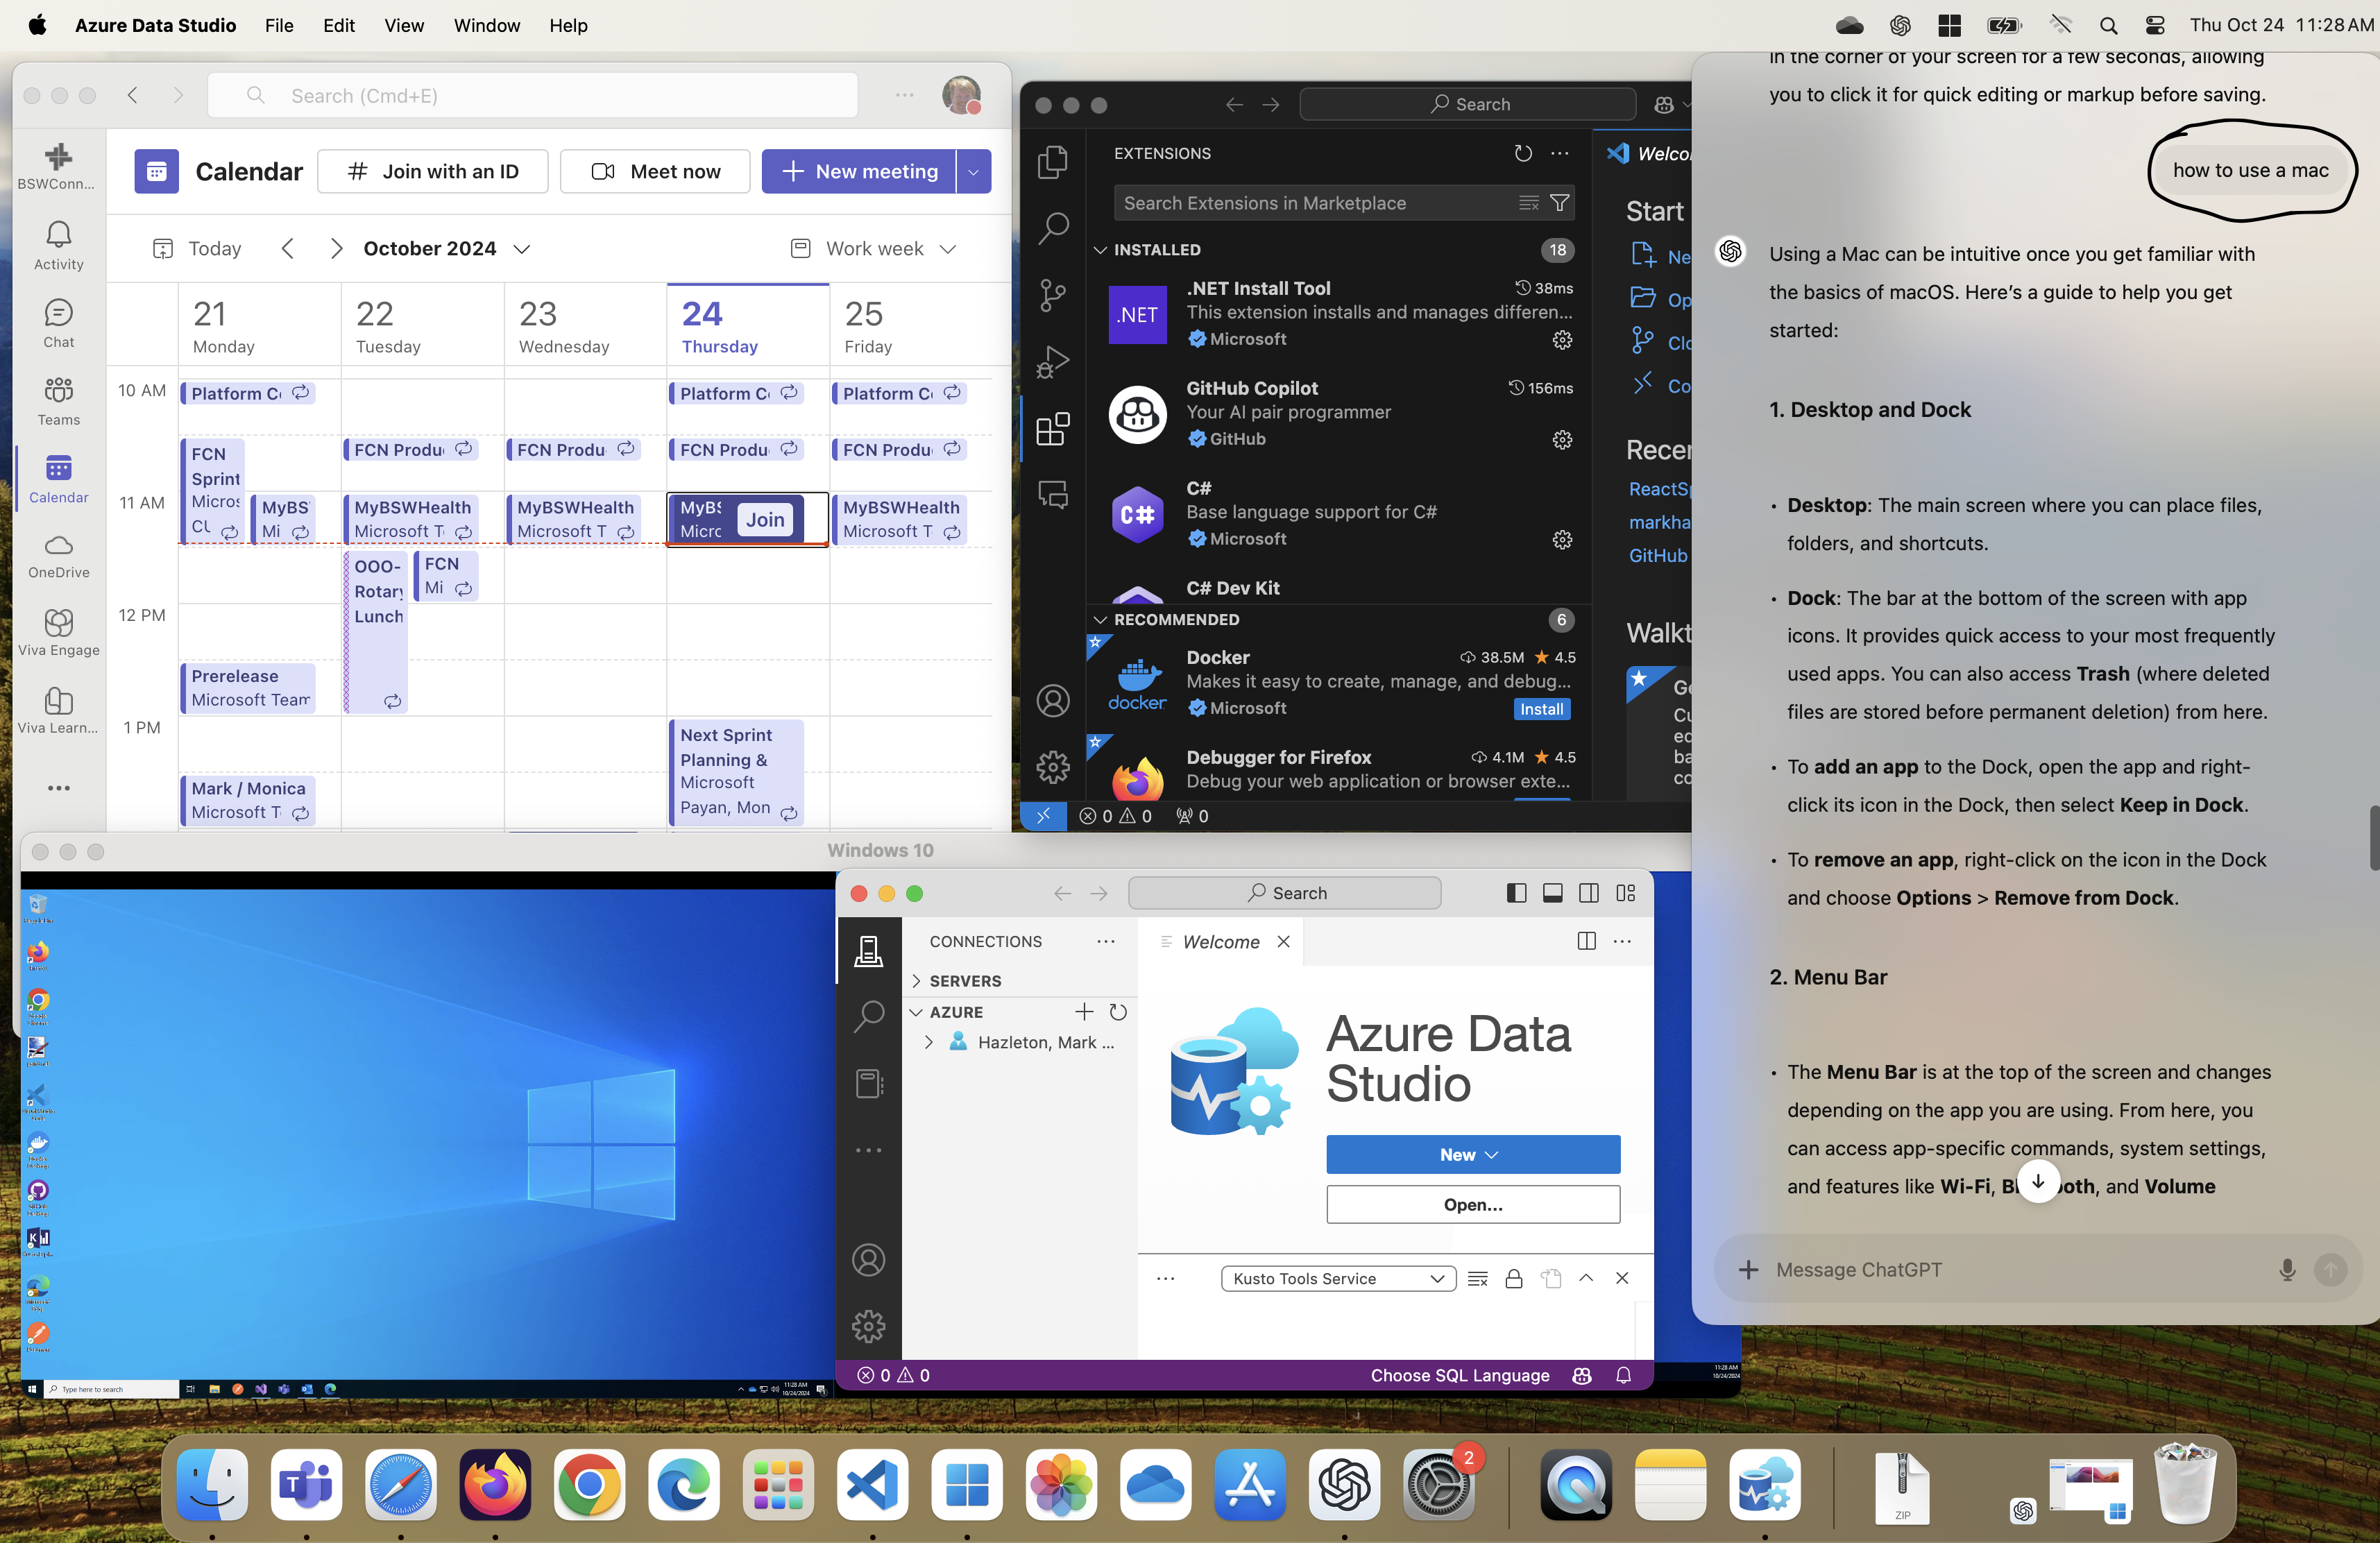 Azure Data Studio File Edit View Window Help
Thu Oct 24 11:28 AM
Search (Cmd+E)
BSWConn...
Activity
Chat
Teams
Calendar
OneDrive
Viva Engage
Viva Learn...
Calendar
# Join with an ID
Meet now
+ New meeting
Today
October 2024
Work week
21
Monday
22
Tuesday
23
Wednesday
24
Thursday
25
Friday
10 AM
11 AM
12 PM
1 PM
Platform C
Platform C
Platform C
FCN
Sprint
Micros
FCN Produ
FCN Produ
FCN Produ
FCN Produ
MyBS
Mi
MyBSWHealth
Microsoft T
MyBSWHealth
Microsoft T
MyBS
Micro
Join
MyBSWHealth
Microsoft T
OOO-
Rotary
Lunch
FCN
Mi
Prerelease
Microsoft Team
Next Sprint
Planning &
Microsoft
Payan, Mon
Mark / Monica
Microsoft T
Search
EXTENSIONS
Search Extensions in Marketplace
INSTALLED
18
.NET
.NET Install Tool
38ms
This extension installs and manages differen...
Microsoft
GitHub Copilot
156ms
Your AI pair programmer
GitHub
C#
C#
Base language support for C#
Microsoft
C# Dev Kit
RECOMMENDED
6
Docker
38.5M 4.5
Makes it easy to create, manage, and debug...
docker
Microsoft
Install
Debugger for Firefox
4.1M 4.5
Debug your web application or browser exte...
0 0 0
Welco
Start
Ne
Op
Clo
Co
Recer
ReactSp
markha
GitHub
Walkt
Ge
Cu
ed
ba
co
in the corner of your screen for a few seconds, allowing
you to click it for quick editing or markup before saving.
how to use a mac
Using a Mac can be intuitive once you get familiar with
the basics of macOS. Here’s a guide to help you get
started:
1. Desktop and Dock
• Desktop: The main screen where you can place files,
folders, and shortcuts.
• Dock: The bar at the bottom of the screen with app
icons. It provides quick access to your most frequently
used apps. You can also access Trash (where deleted
files are stored before permanent deletion) from here.
• To add an app to the Dock, open the app and right-
click its icon in the Dock, then select Keep in Dock.
• To remove an app, right-click on the icon in the Dock
and choose Options > Remove from Dock.
2. Menu Bar
• The Menu Bar is at the top of the screen and changes
depending on the app you are using. From here, you
can access app-specific commands, system settings,
and features like Wi-Fi, Bl ooth, and Volume
Message ChatGPT
Windows 10
Type here to search
11:28 AM
10/24/2024
11:28 AM
10/24/2024
Search
CONNECTIONS
SERVERS
AZURE
Hazleton, Mark ...
Welcome
Azure Data
Studio
New
Open...
Kusto Tools Service
0 0
Choose SQL Language
2
ZIP